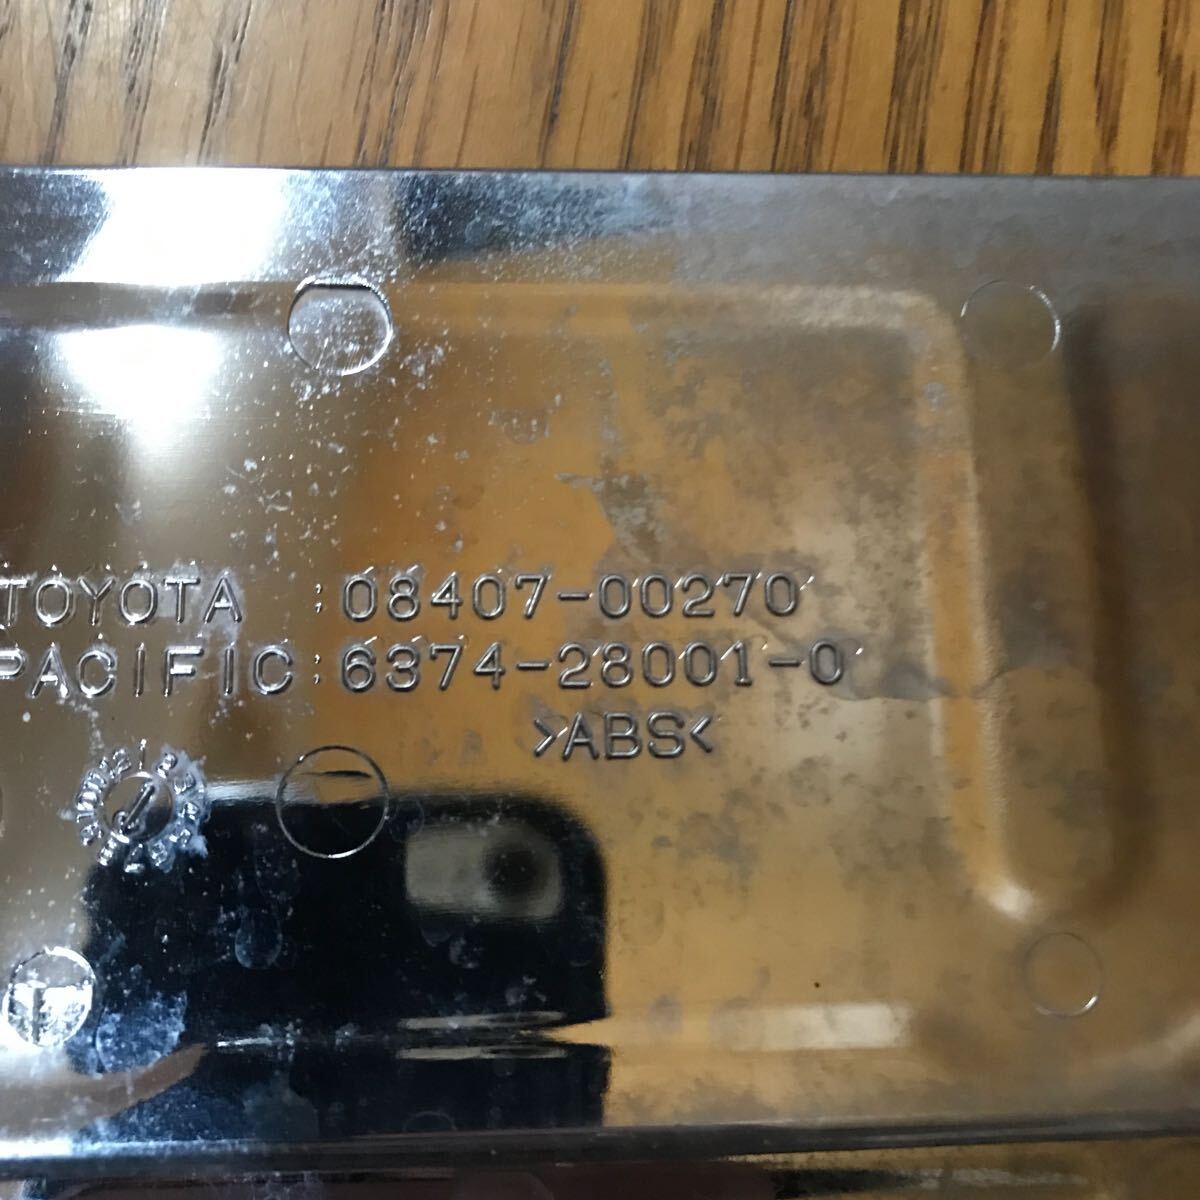 TOYOTA : 08407-00270
PACIFIC : 6374-28001-0
>ABS<